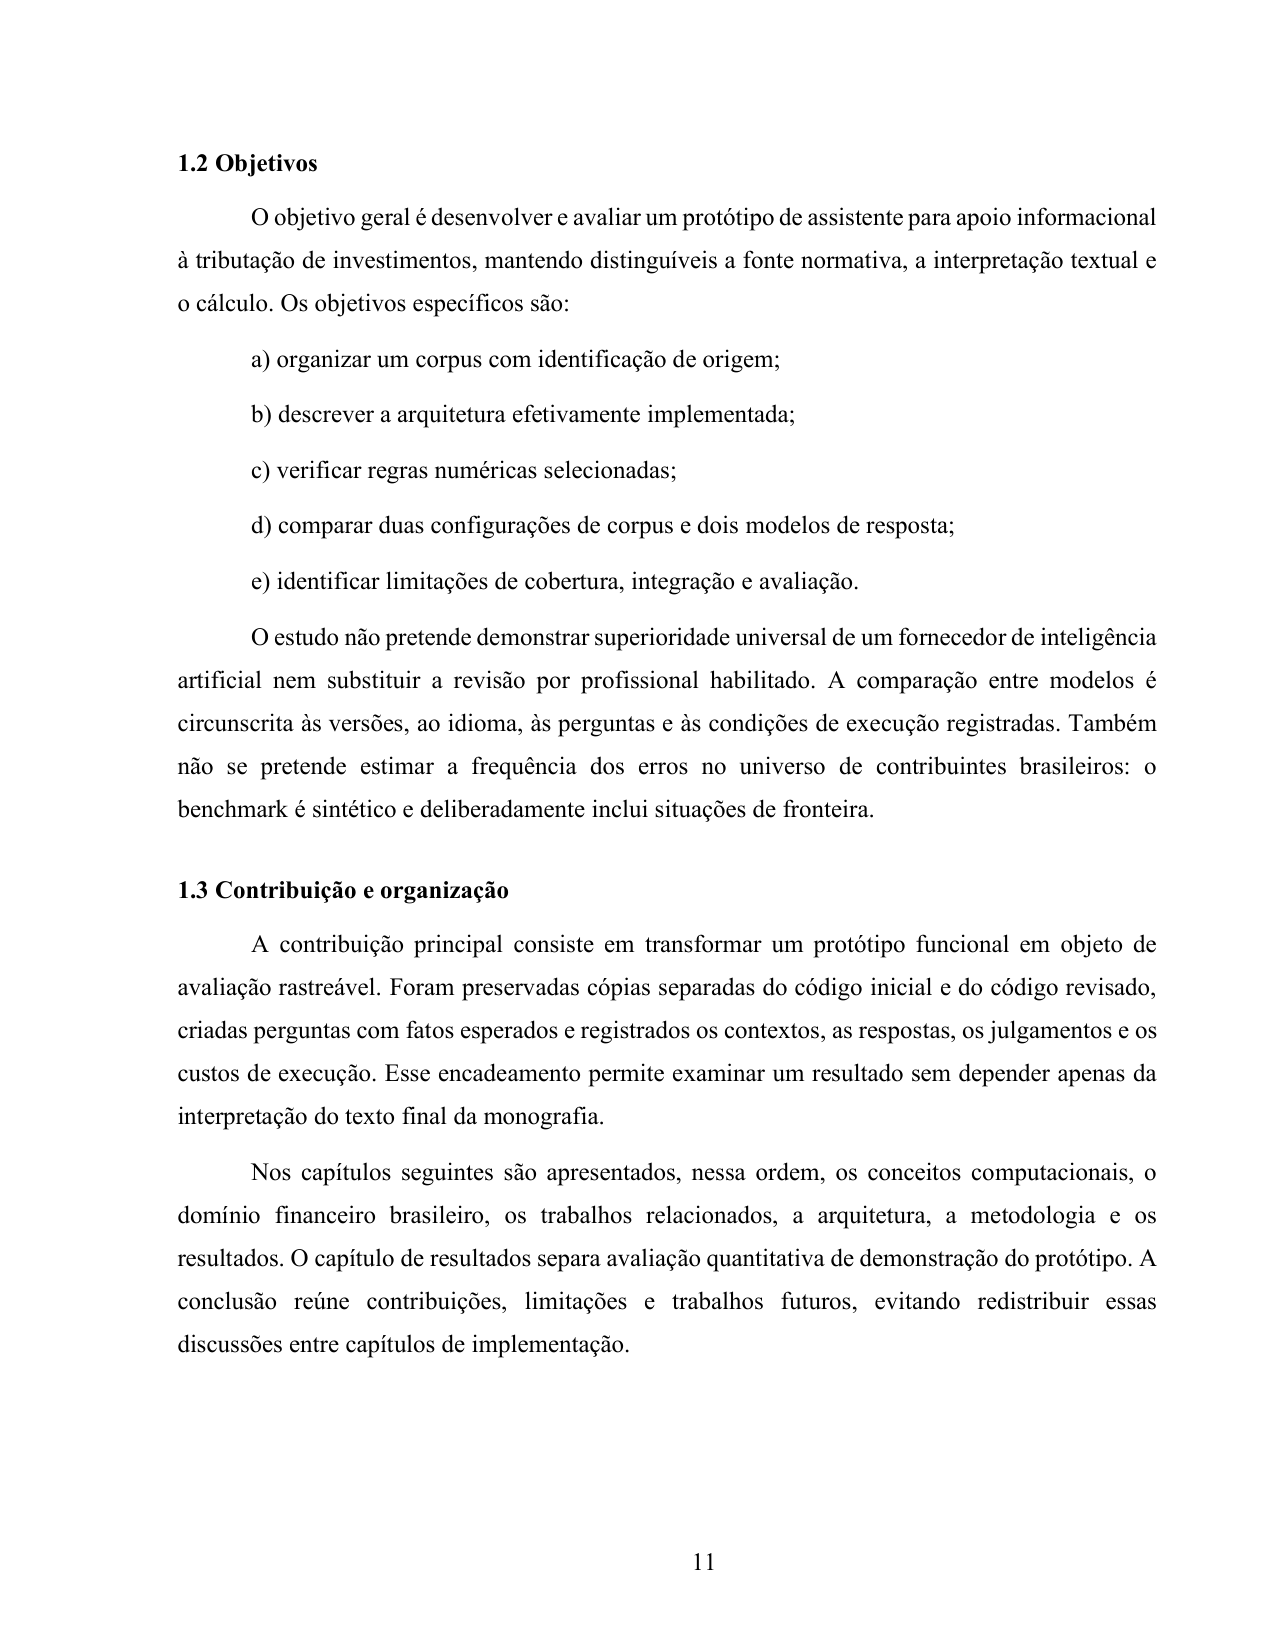 1.2 Objetivos
O objetivo geral é desenvolver e avaliar um protótipo de assistente para apoio informacional
à tributação de investimentos, mantendo distinguíveis a fonte normativa, a interpretação textual e
o cálculo. Os objetivos específicos são:
a) organizar um corpus com identificação de origem;
b) descrever a arquitetura efetivamente implementada;
c) verificar regras numéricas selecionadas;
d) comparar duas configurações de corpus e dois modelos de resposta;
e) identificar limitações de cobertura, integração e avaliação.
O estudo não pretende demonstrar superioridade universal de um fornecedor de inteligência
artificial nem substituir a revisão por profissional habilitado. A comparação entre modelos é
circunscrita às versões, ao idioma, às perguntas e às condições de execução registradas. Também
não se pretende estimar a frequência dos erros no universo de contribuintes brasileiros: o
benchmark é sintético e deliberadamente inclui situações de fronteira.
1.3 Contribuição e organização
A contribuição principal consiste em transformar um protótipo funcional em objeto de
avaliação rastreável. Foram preservadas cópias separadas do código inicial e do código revisado,
criadas perguntas com fatos esperados e registrados os contextos, as respostas, os julgamentos e os
custos de execução. Esse encadeamento permite examinar um resultado sem depender apenas da
interpretação do texto final da monografia.
Nos capítulos seguintes são apresentados, nessa ordem, os conceitos computacionais, o
domínio financeiro brasileiro, os trabalhos relacionados, a arquitetura, a metodologia e os
resultados. O capítulo de resultados separa avaliação quantitativa de demonstração do protótipo. A
conclusão reúne contribuições, limitações e trabalhos futuros, evitando redistribuir essas
discussões entre capítulos de implementação.
11